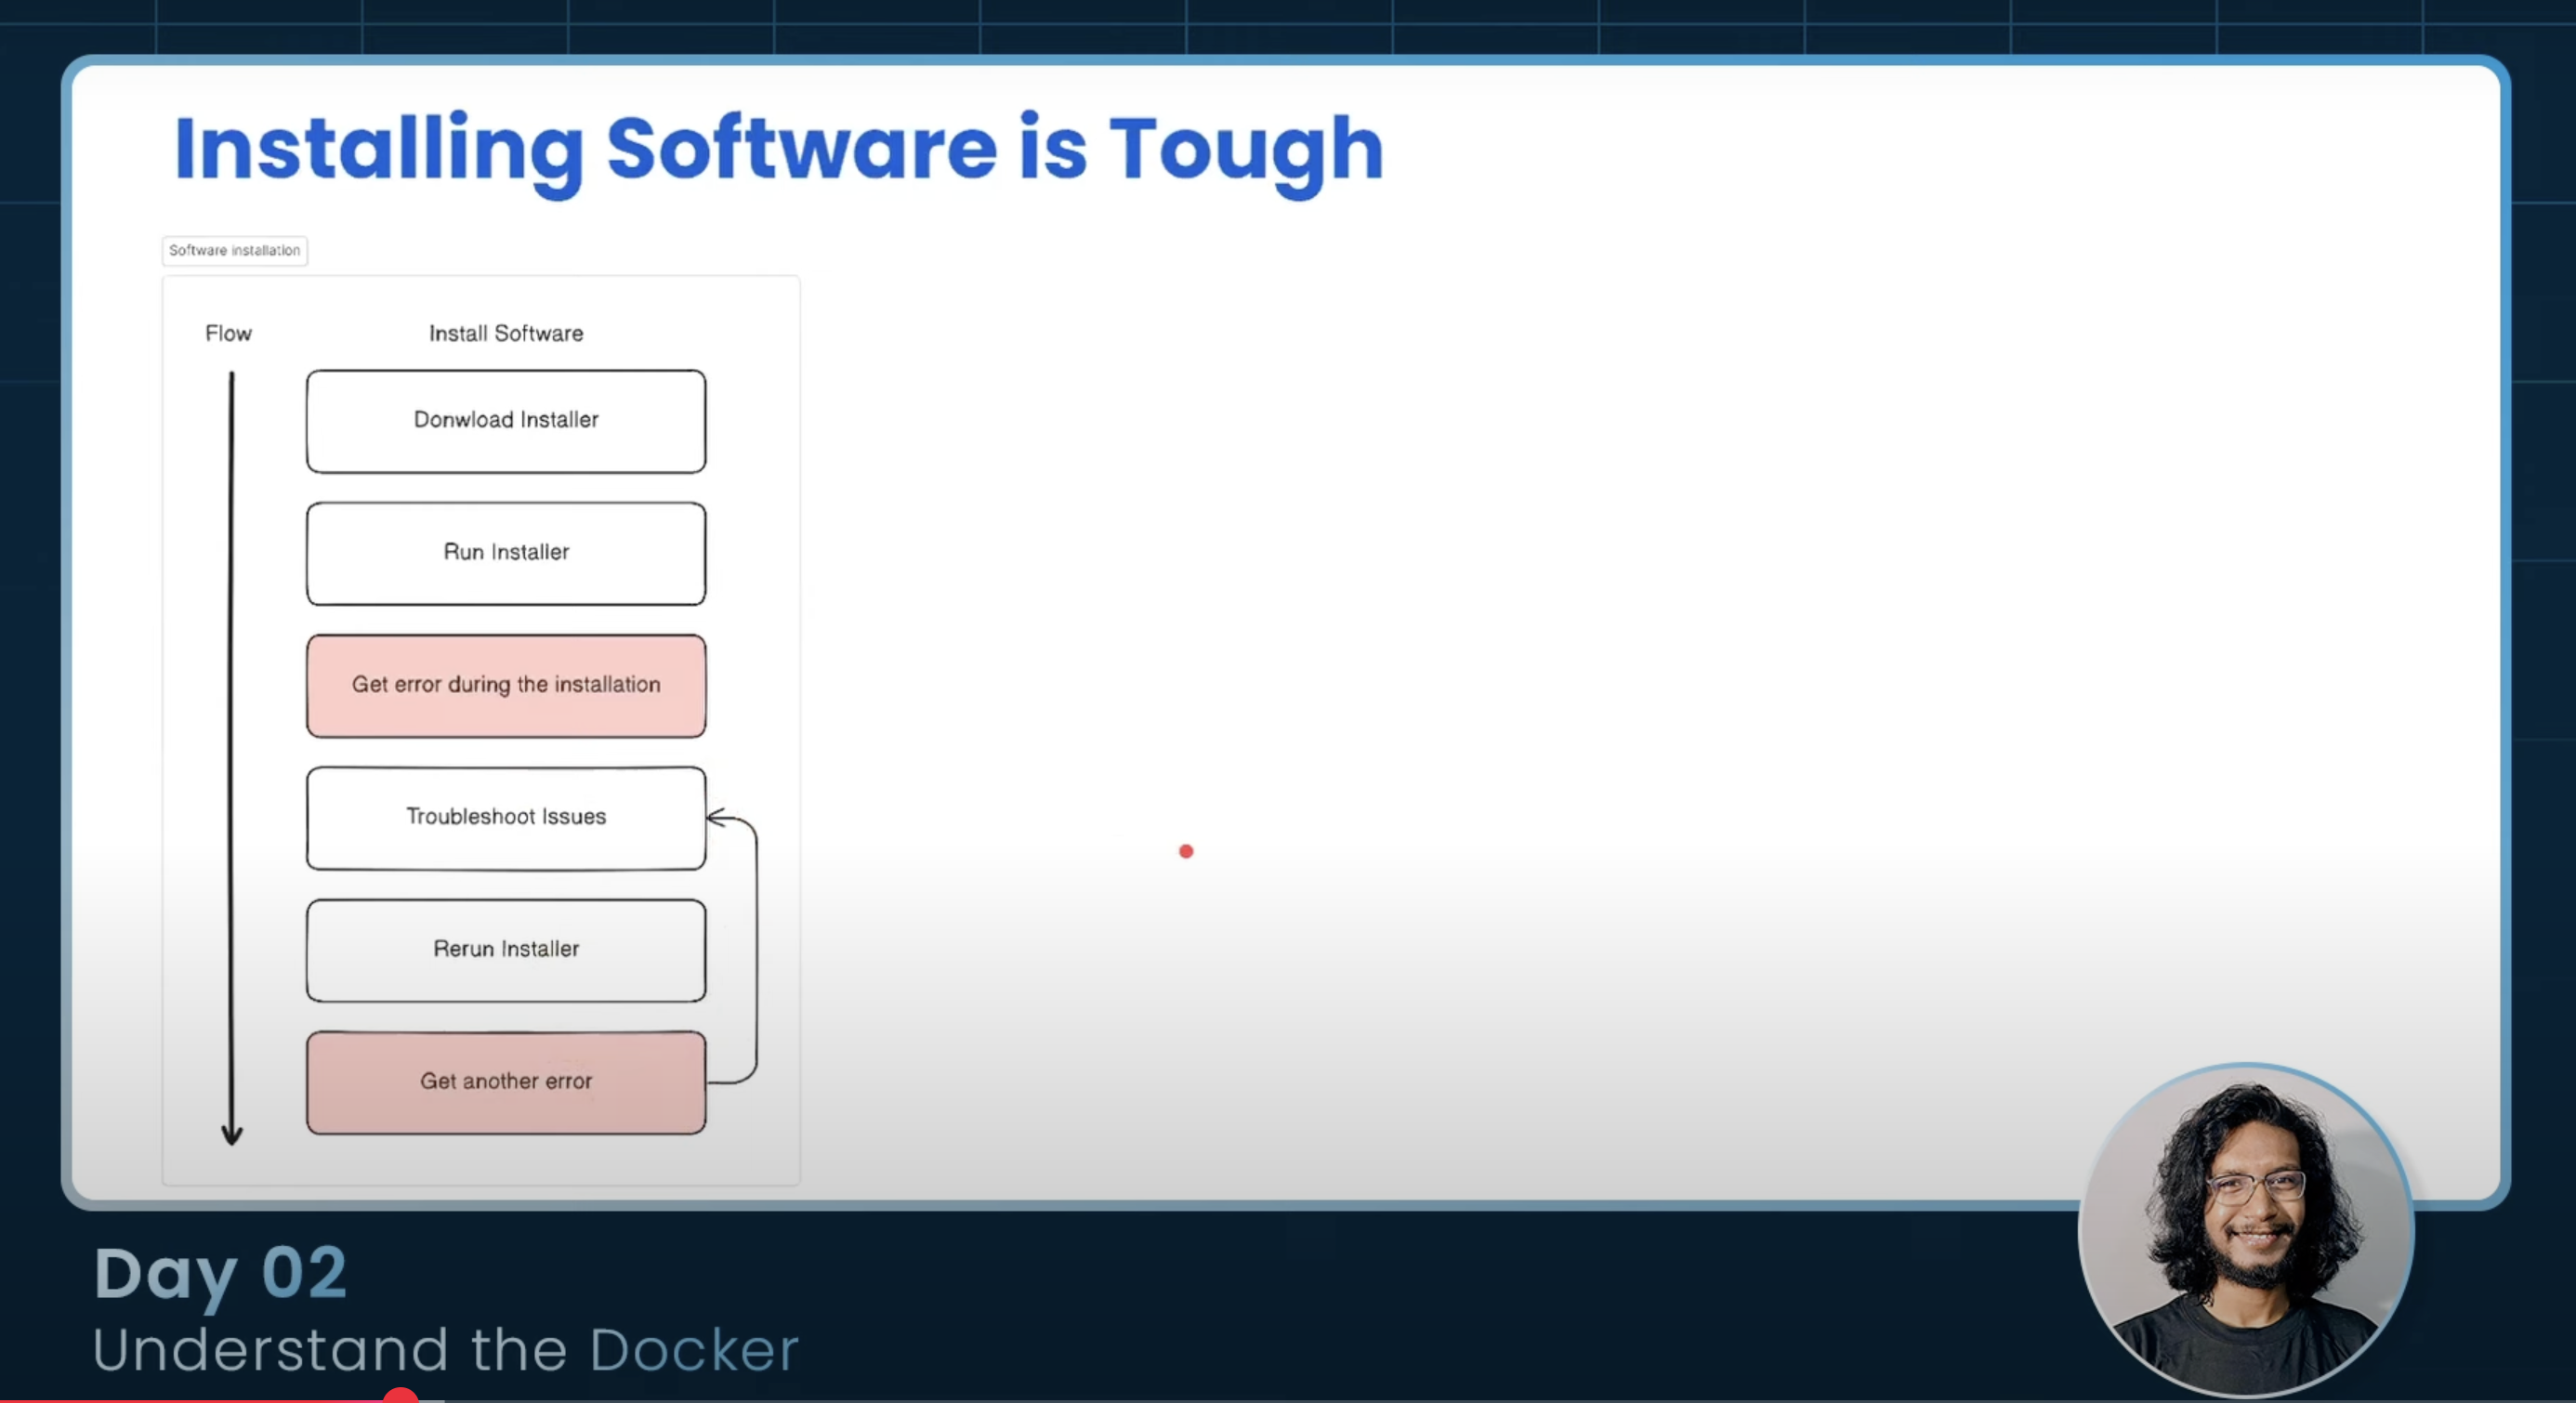 Installing Software is Tough
Software installation
Flow
Install Software
Donwload Installer
Run Installer
Get error during the installation
Troubleshoot Issues
Rerun Installer
Get another error
Day 02
Understand the Docker